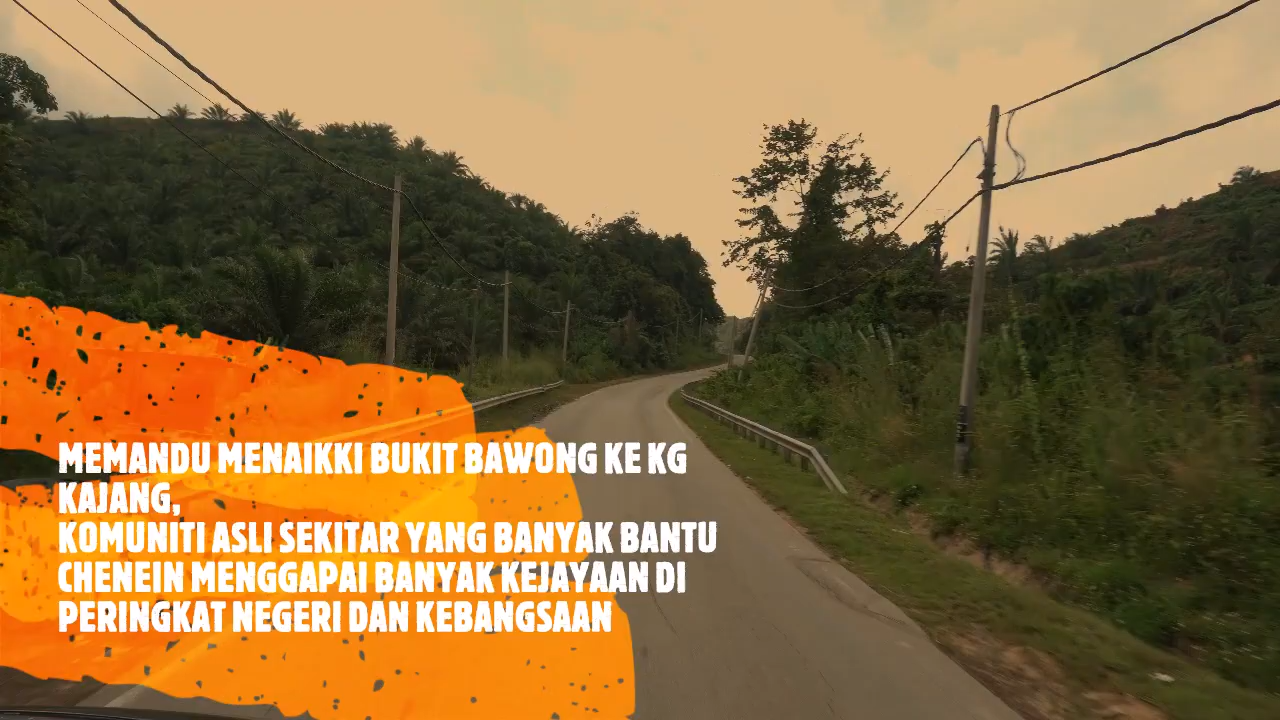 MEMANDU MENAIKKI BUKIT BAWONG KE KG
KAJANG,
KOMUNITI ASLI SEKITAR YANG BANYAK BANTU
CHENEIN MENGGAPAI BANYAK KEJAYAAN DI
PERINGKAT NEGERI DAN KEBANGSAAN